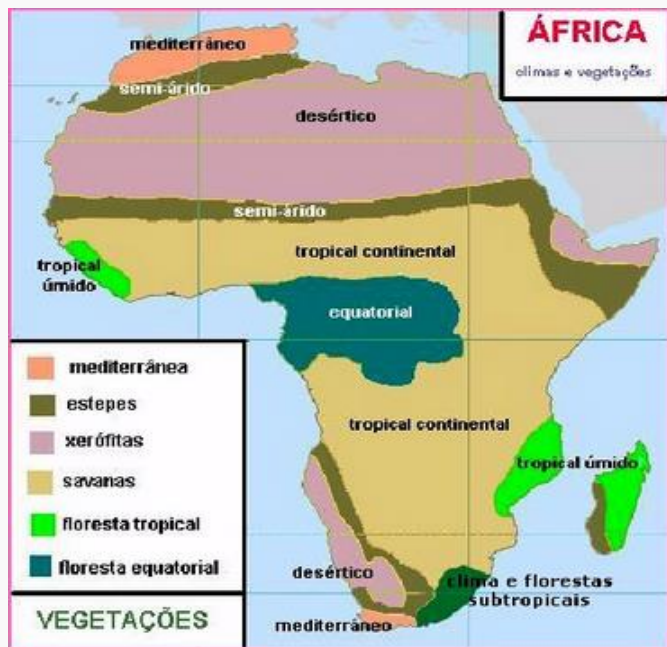 ÁFRICA
climas e vegetações
mediterrâneo
semi-árido
desértico
semi-árido
tropical continental
tropical
úmido
equatorial
tropical continental
tropical úmido
desértico
clima e florestas
subtropicais
mediterrâneo
mediterrânea
estepes
xerófitas
savanas
floresta tropical
floresta equatorial
VEGETAÇÕES